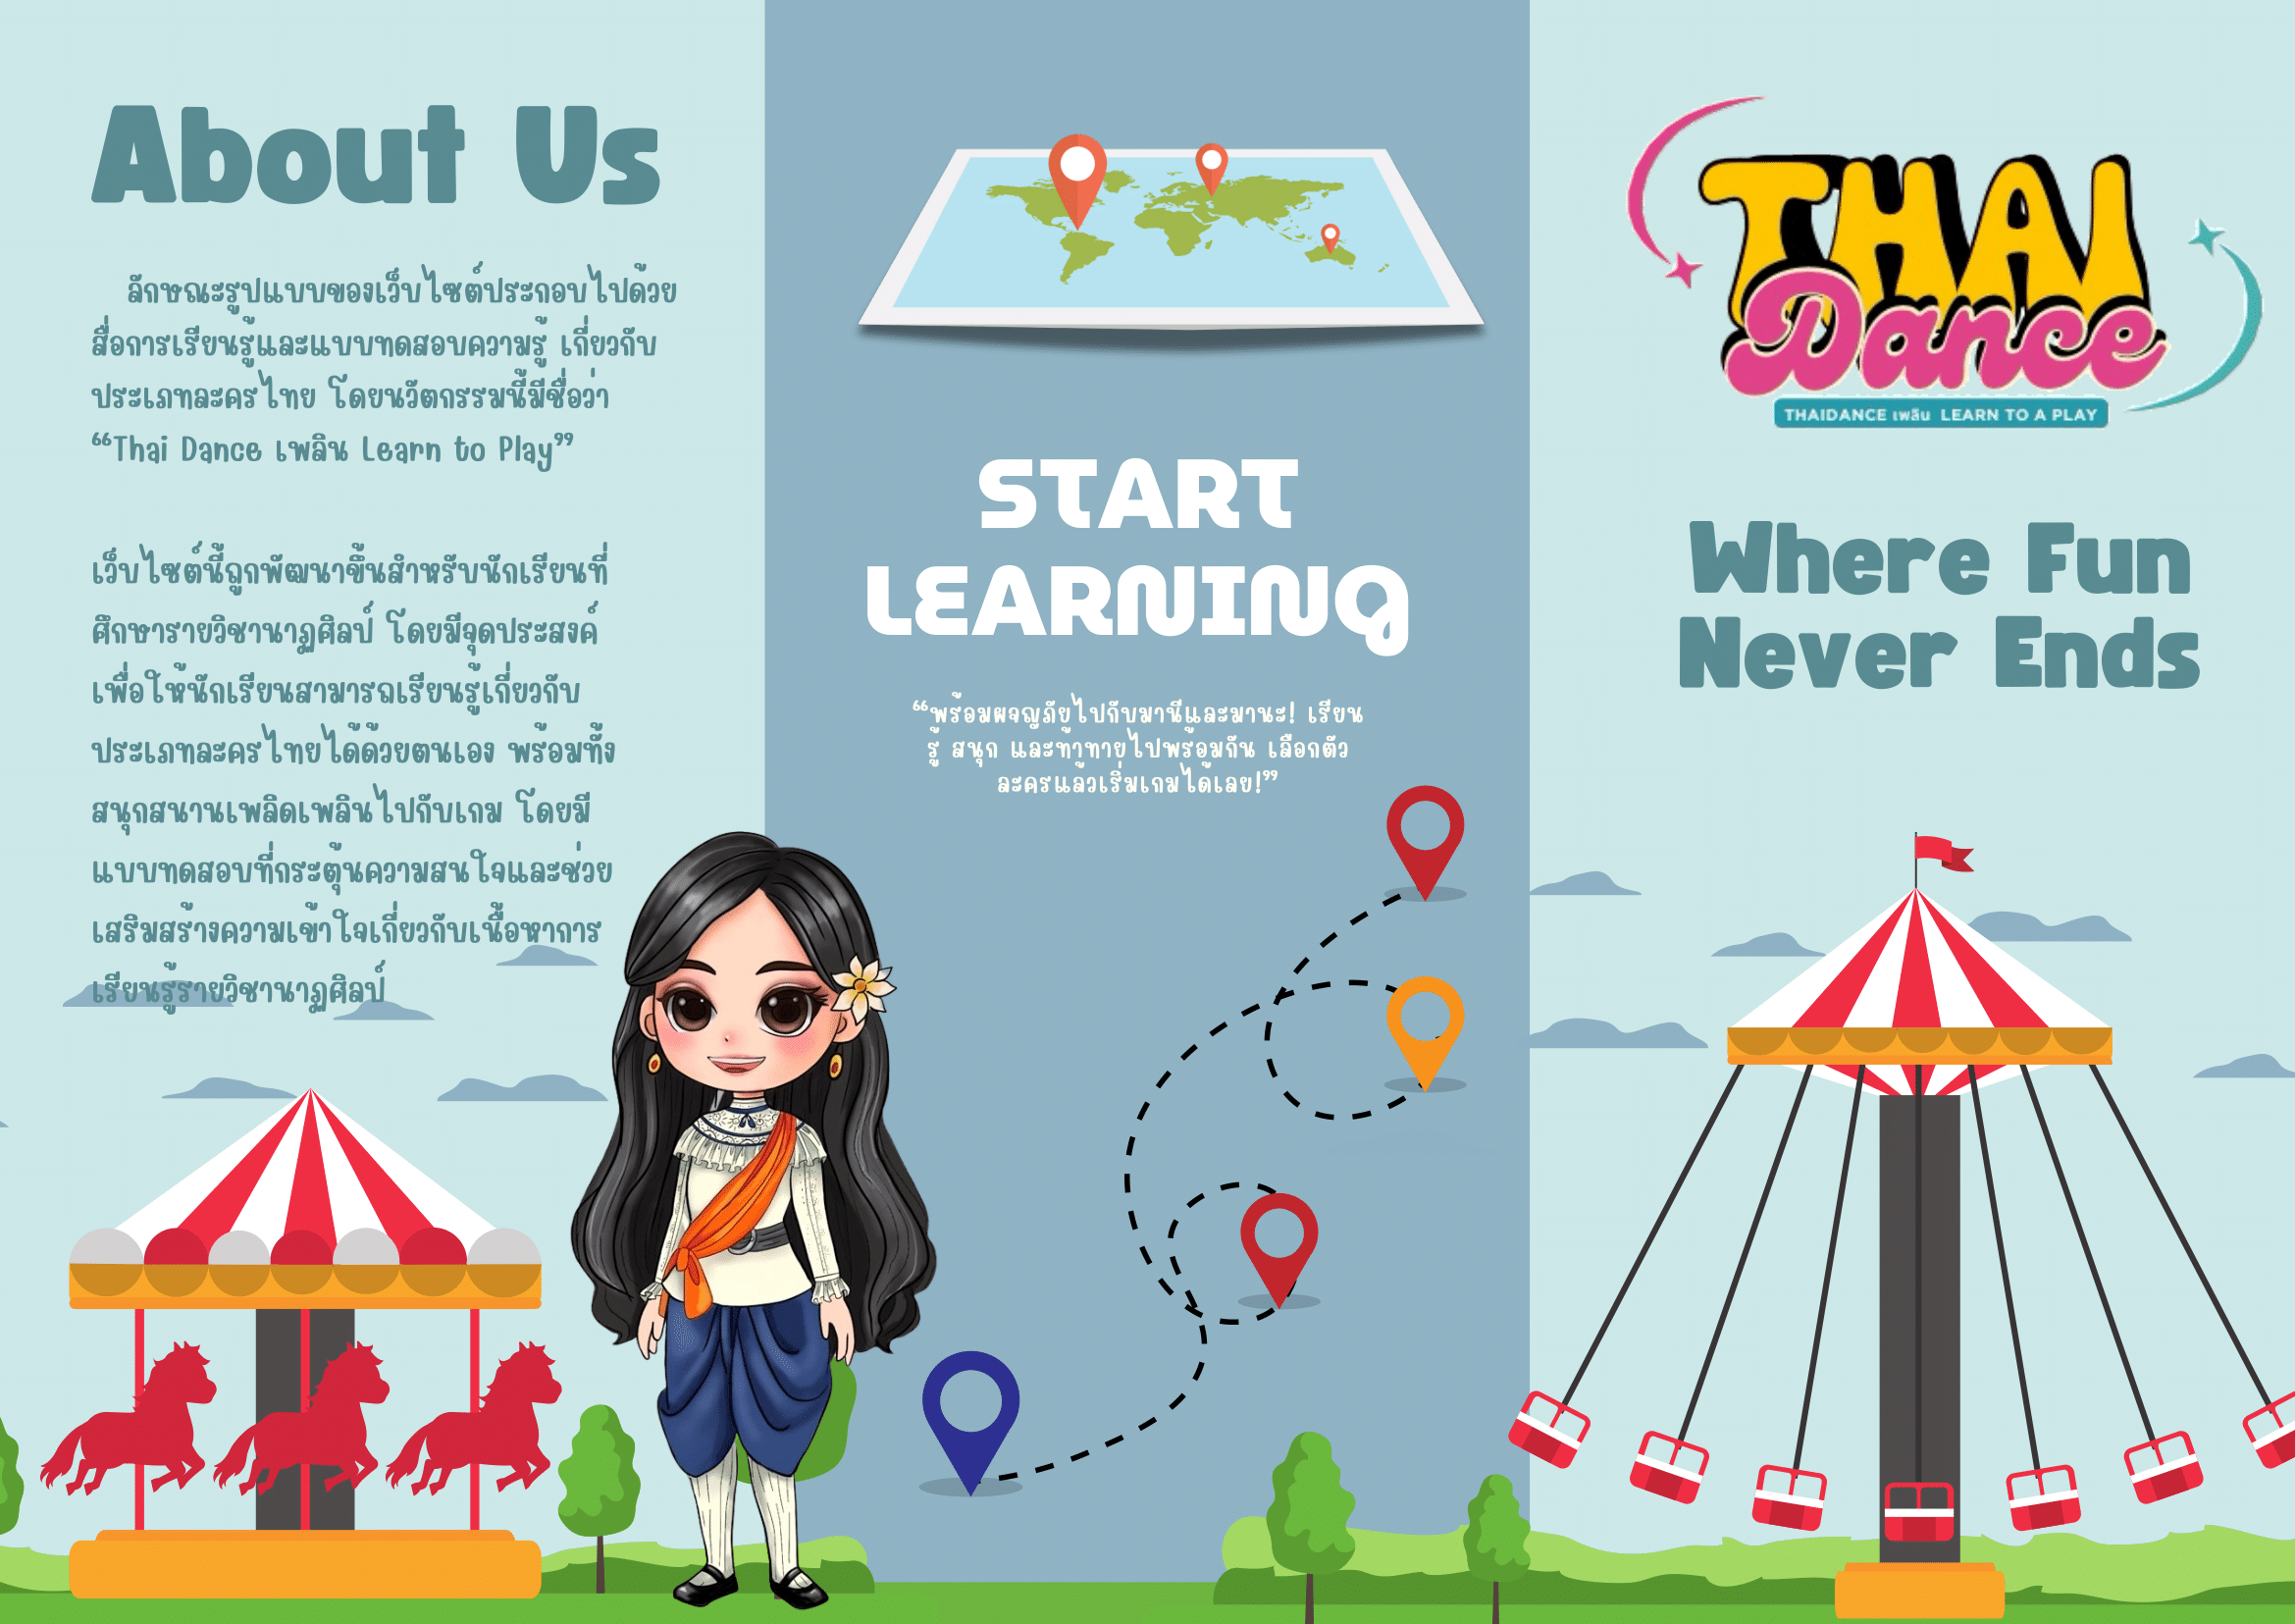 About Us
ลักษณะรูปแบบของเว็บไซต์ประกอบไปด้วย
สื่อการเรียนรู้และแบบทดสอบความรู้ เกี่ยวกับ
ประเภทละครไทย โดยนวัตกรรมนี้มีชื่อว่า
“Thai Dance เพลิน Learn to Play”
เว็บไซต์นี้ถูกพัฒนาขึ้นสำหรับนักเรียนที่
ศึกษารายวิชานาฏศิลป์ โดยมีจุดประสงค์
เพื่อให้นักเรียนสามารถเรียนรู้เกี่ยวกับ
ประเภทละครไทยได้ด้วยตนเอง พร้อมทั้ง
สนุกสนานเพลิดเพลินไปกับเกม โดยมี
แบบทดสอบที่กระตุ้นความสนใจและช่วย
เสริมสร้างความเข้าใจเกี่ยวกับเนื้อหาการ
เรียนรู้รายวิชานาฏศิลป์
START
LEARNING
“พร้อมผจญภัยไปกับมานีและมานะ! เรียน
รู้ สนุก และท้าทายไปพร้อมกัน เลือกตัว
ละครแล้วเริ่มเกมได้เลย!”
THAI
Dance
THAIDANCE เพลิน LEARN TO A PLAY
Where Fun
Never Ends